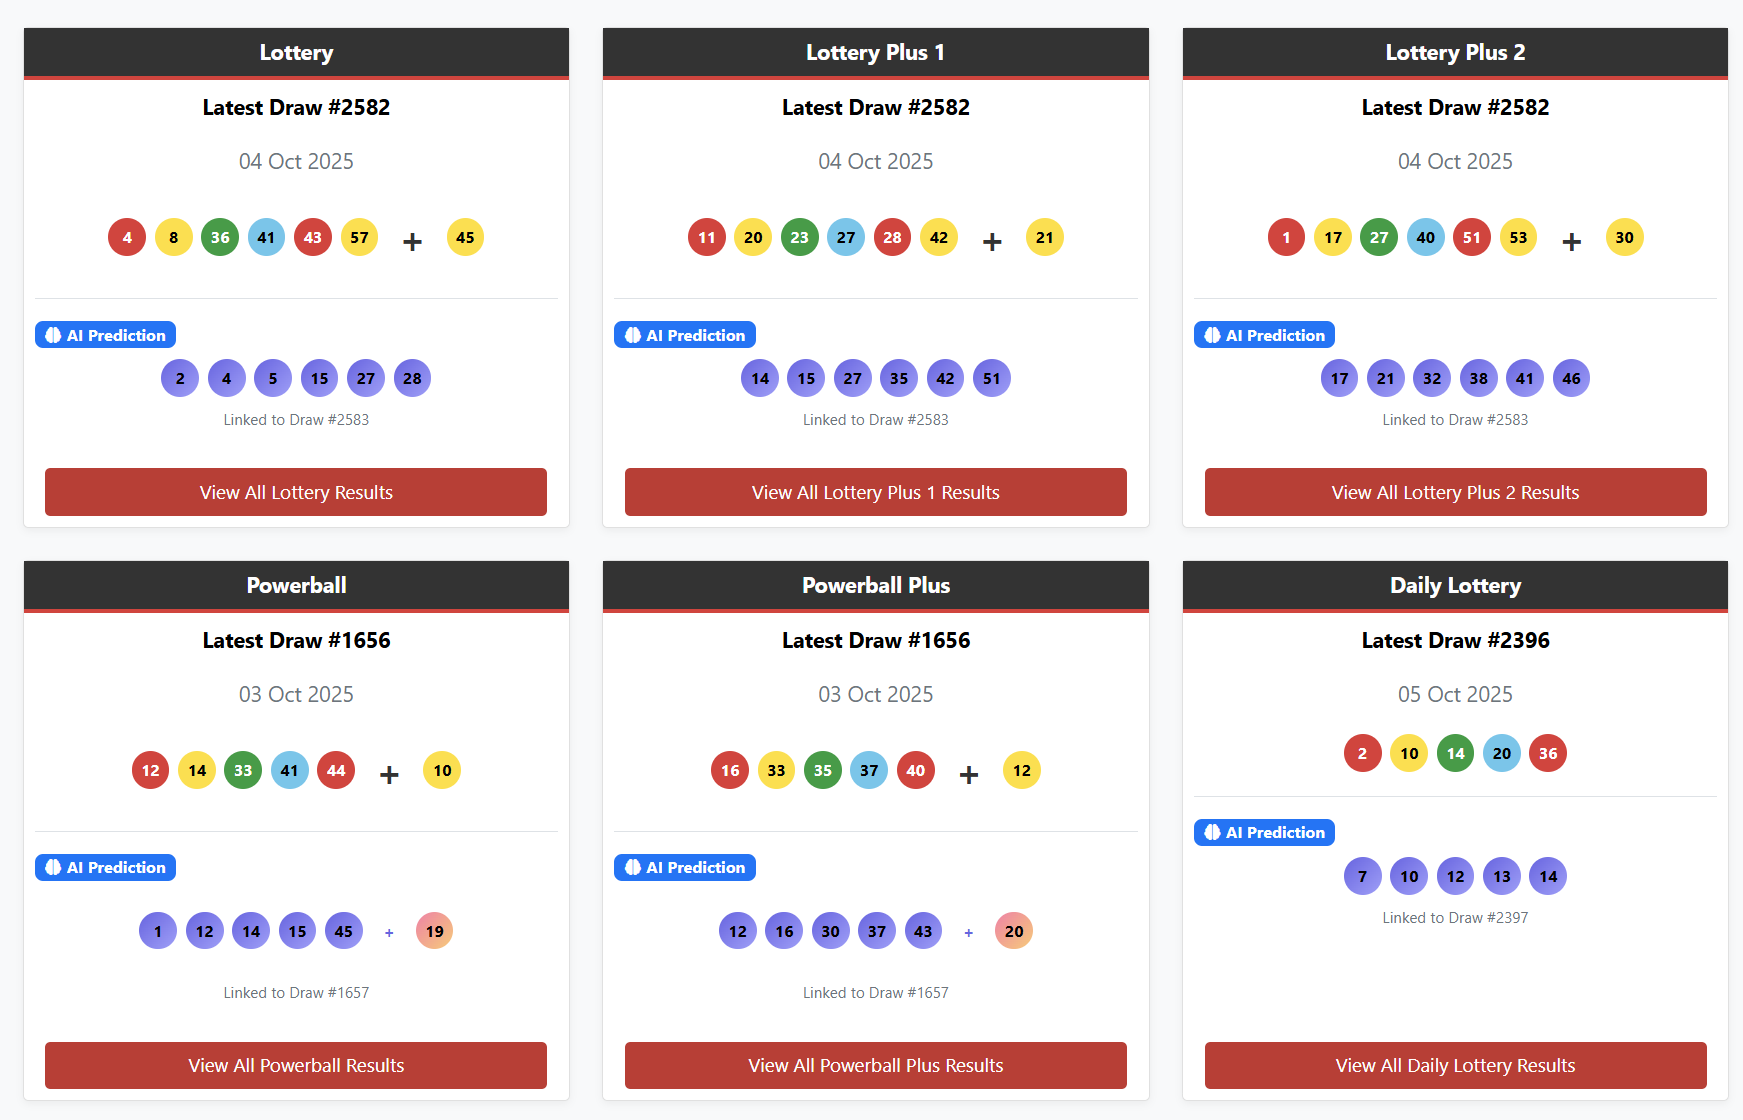 Lottery
Latest Draw #2582
04 Oct 2025
4 8 36 41 43 57 + 45
AI Prediction
2 4 5 15 27 28
Linked to Draw #2583
View All Lottery Results
Lottery Plus 1
Latest Draw #2582
04 Oct 2025
11 20 23 27 28 42 + 21
AI Prediction
14 15 27 35 42 51
Linked to Draw #2583
View All Lottery Plus 1 Results
Lottery Plus 2
Latest Draw #2582
04 Oct 2025
1 17 27 40 51 53 + 30
AI Prediction
17 21 32 38 41 46
Linked to Draw #2583
View All Lottery Plus 2 Results
Powerball
Latest Draw #1656
03 Oct 2025
12 14 33 41 44 + 10
AI Prediction
1 12 14 15 45 + 19
Linked to Draw #1657
View All Powerball Results
Powerball Plus
Latest Draw #1656
03 Oct 2025
16 33 35 37 40 + 12
AI Prediction
12 16 30 37 43 + 20
Linked to Draw #1657
View All Powerball Plus Results
Daily Lottery
Latest Draw #2396
05 Oct 2025
2 10 14 20 36
AI Prediction
7 10 12 13 14
Linked to Draw #2397
View All Daily Lottery Results